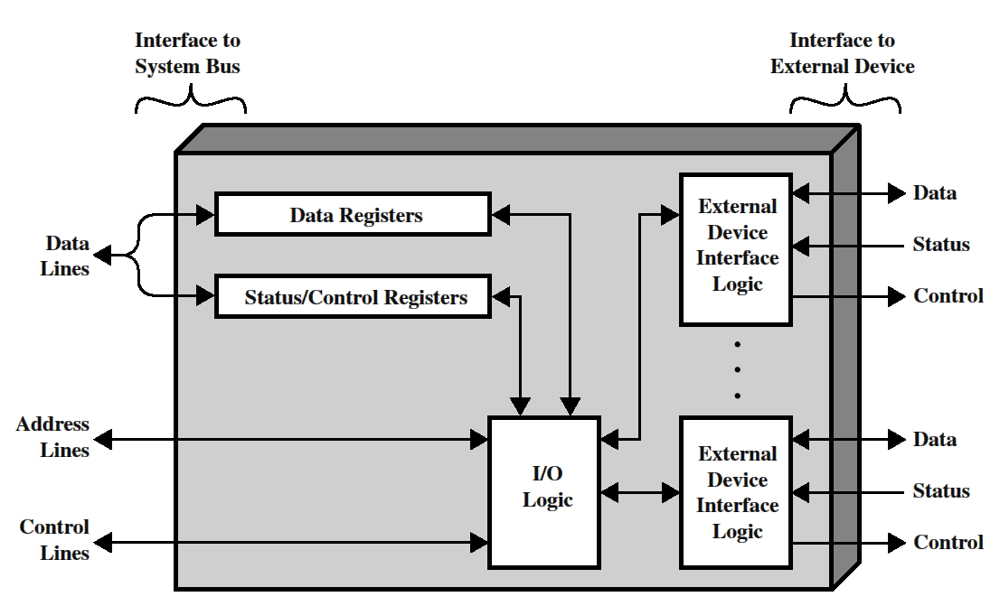 Interface to
System Bus
Interface to
External Device
Data Registers
Data
Lines
Status/Control Registers
External
Device
Interface
Logic
Data
Status
Control
Address
Lines
Control
Lines
I/O
Logic
External
Device
Interface
Logic
Data
Status
Control